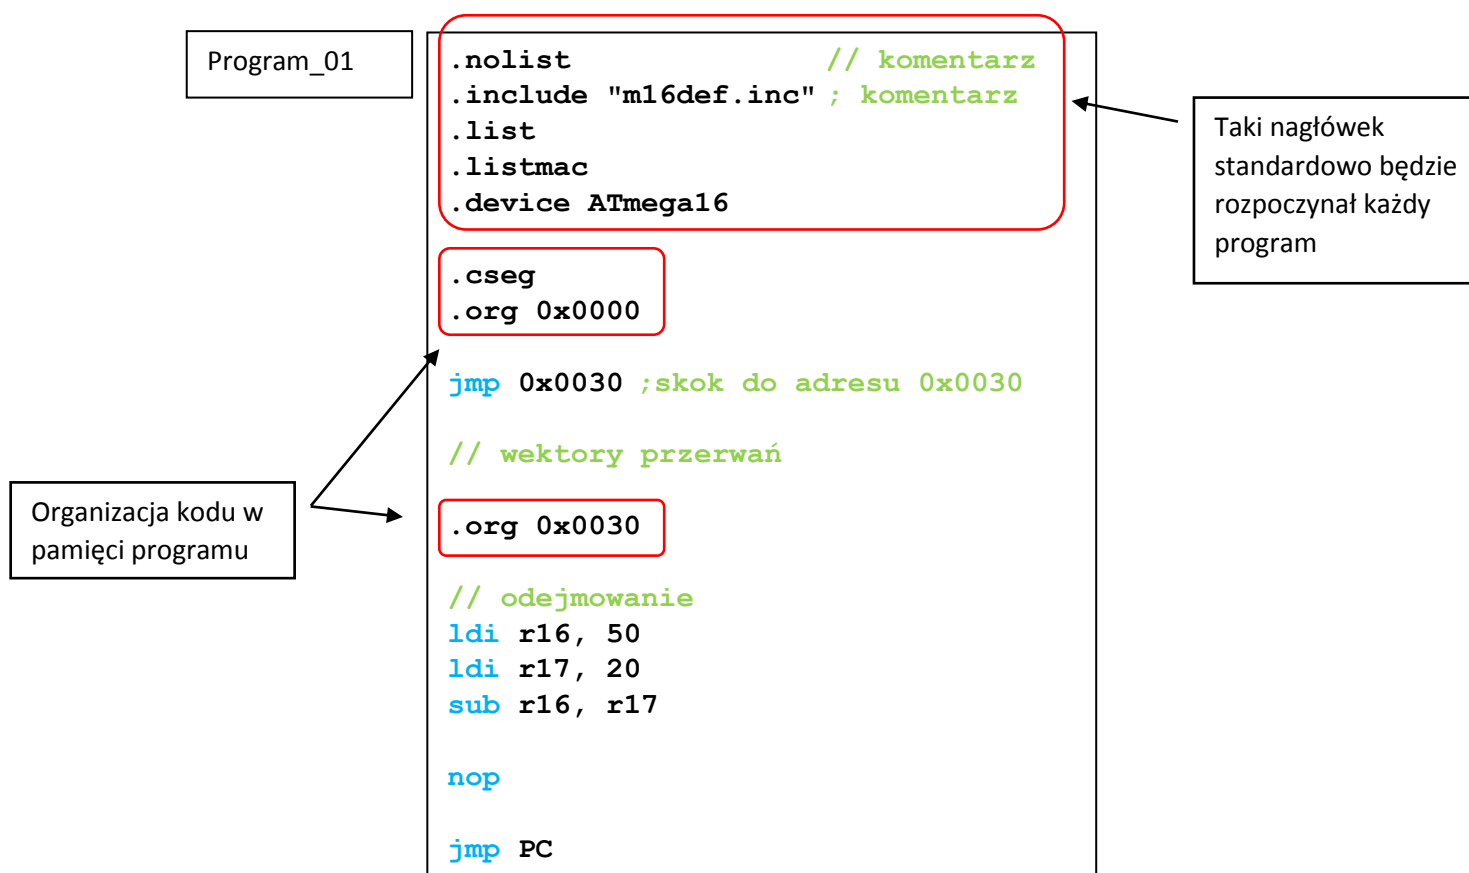 Program_01
.nolist // komentarz
.include "m16def.inc" ; komentarz
.list
.listmac
.device ATmega16
Taki nagłówek
standardowo będzie
rozpoczynał każdy
program
.cseg
.org 0x0000
jmp 0x0030 ;skok do adresu 0x0030
// wektory przerwań
Organizacja kodu w
pamięci programu
.org 0x0030
// odejmowanie
ldi r16, 50
ldi r17, 20
sub r16, r17
nop
jmp PC